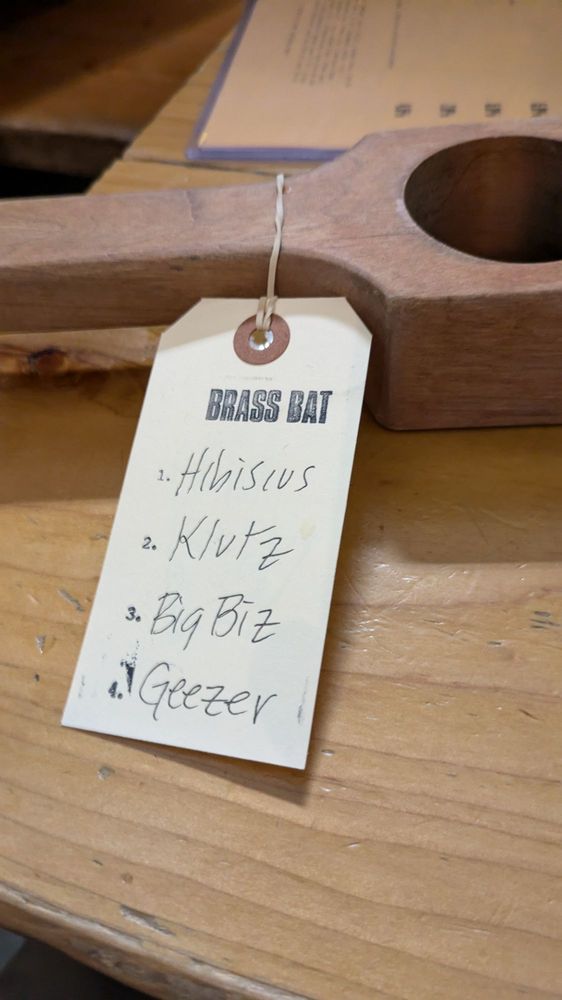 BRASS BAT
1. Hibiscus
2. Klutz
3. Big Biz
4. Geezer